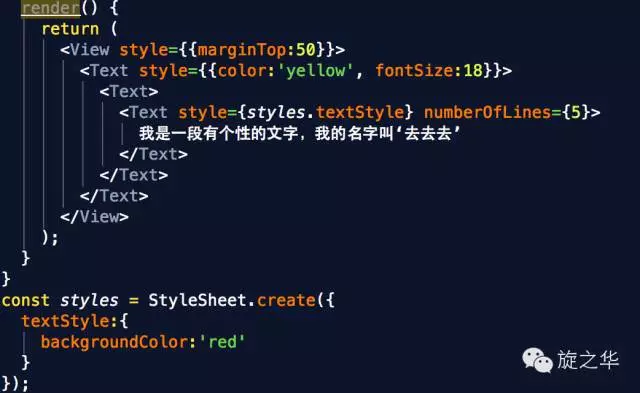 render() {
return (
<View style={{marginTop:50}}>
<Text style={{color:'yellow', fontSize:18}}>
<Text>
<Text style={styles.textStyle} numberOfLines={5}>
我是一段有个性的文字，我的名字叫‘去去去’
</Text>
</Text>
</Text>
</View>
);
}
}
const styles = StyleSheet.create({
textStyle:{
backgroundColor:'red'
}
});
旋之华